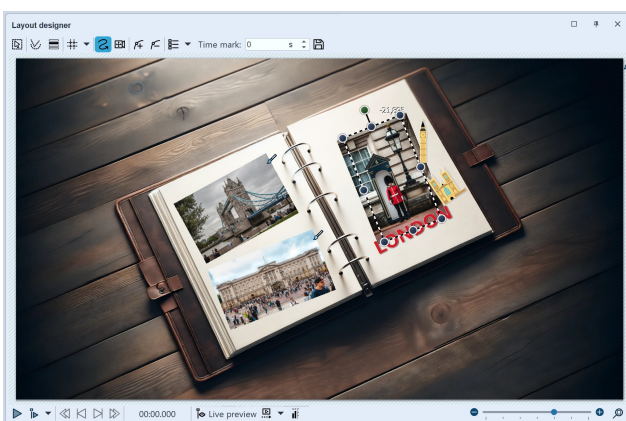 Layout designer
Time mark: 0 s
-21,89°
LONDON
00:00.000
Live preview